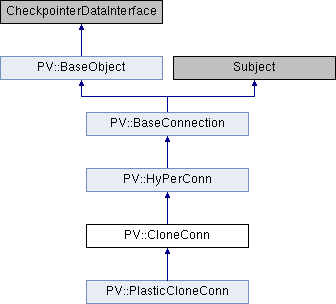 CheckpointerDataInterface
PV::BaseObject
Subject
PV::BaseConnection
PV::HyPerConn
PV::CloneConn
PV::PlasticCloneConn